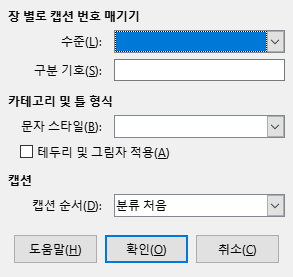 장 별로 캡션 번호 매기기
수준(L):
구분 기호(S):
카테고리 및 틀 형식
문자 스타일(B):
테두리 및 그림자 적용(A)
캡션
캡션 순서(D): 분류 처음
도움말(H) 확인(O) 취소(C)